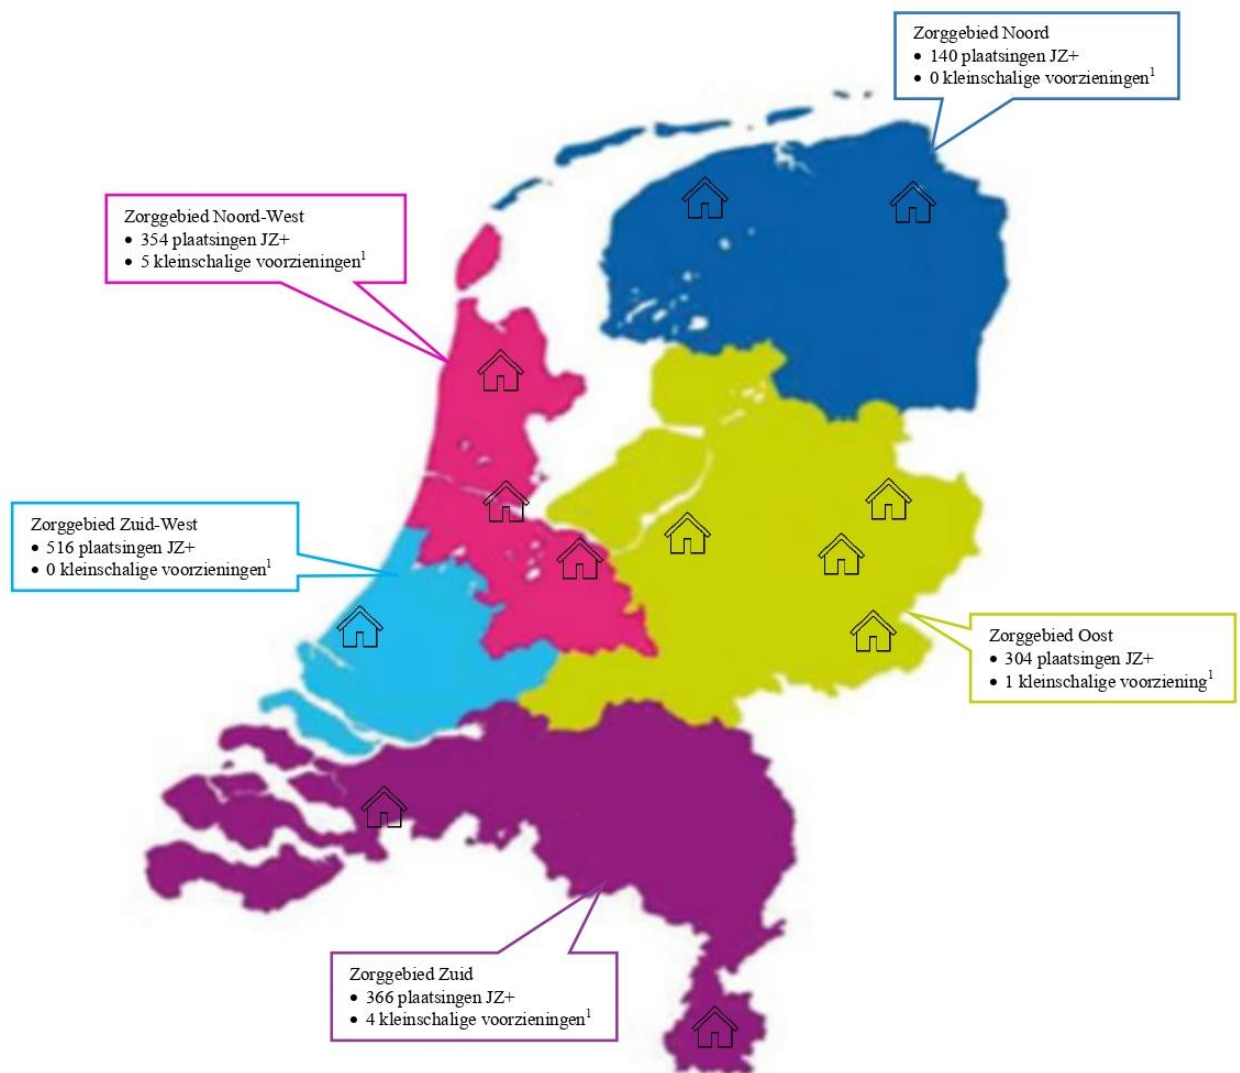 Zorggebied Noord
• 140 plaatsingen JZ+
• 0 kleinschalige voorzieningen¹
Zorggebied Noord-West
• 354 plaatsingen JZ+
• 5 kleinschalige voorzieningen¹
Zorggebied Zuid-West
• 516 plaatsingen JZ+
• 0 kleinschalige voorzieningen¹
Zorggebied Oost
• 304 plaatsingen JZ+
• 1 kleinschalige voorziening¹
Zorggebied Zuid
• 366 plaatsingen JZ+
• 4 kleinschalige voorzieningen¹